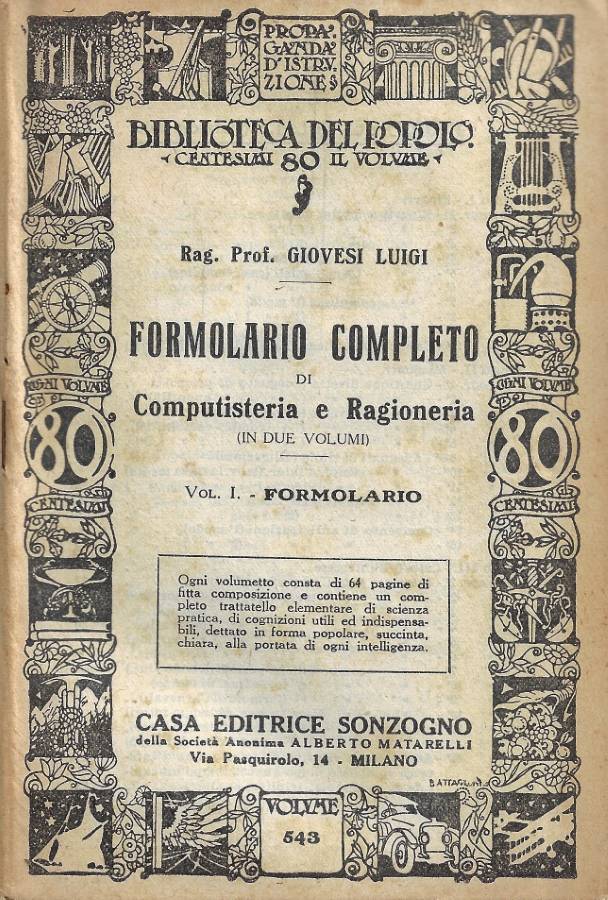 PROPA-
GANDA
D'ISTRU-
ZIONE
BIBLIOTECA DEL POPOLO
CENTESIMI 80 IL VOLUME
Rag. Prof. GIOVESI LUIGI
FORMOLARIO COMPLETO
DI
Computisteria e Ragioneria
(IN DUE VOLUMI)
VOL. I. - FORMOLARIO
OGNI VOLUME
80
CENTESIMI
OGNI VOLUME
80
CENTESIMI
Ogni volumetto consta di 64 pagine di
fitta composizione e contiene un com-
pleto trattatello elementare di scienza
pratica, di cognizioni utili ed indispensa-
bili, dettato in forma popolare, succinta,
chiara, alla portata di ogni intelligenza.
CASA EDITRICE SONZOGNO
della Società Anonima ALBERTO MATARELLI
Via Pasquirolo, 14 - MILANO
VOLUME
543